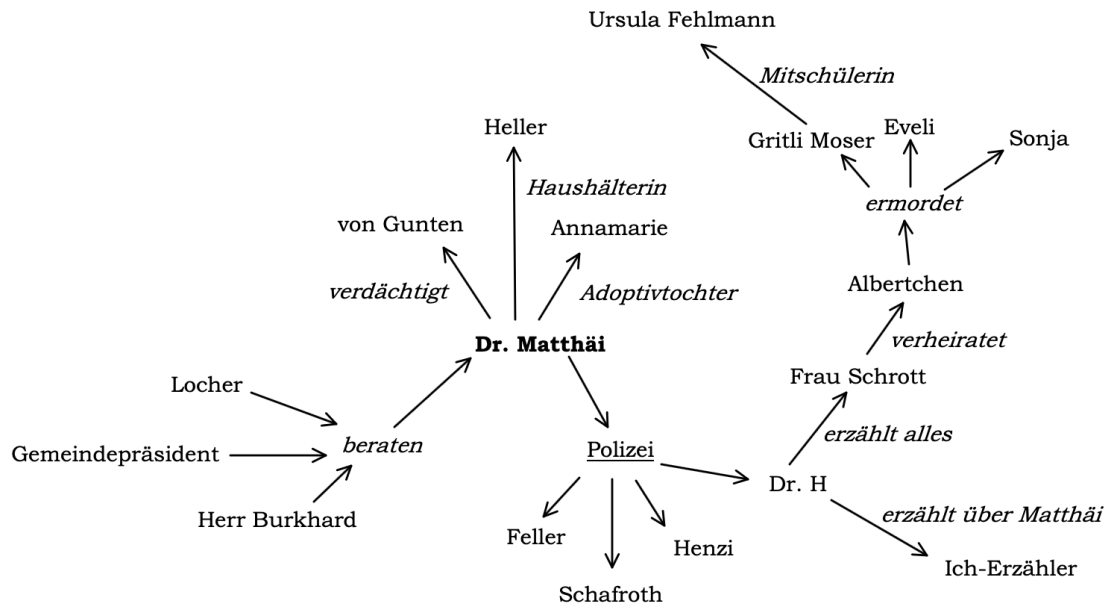 Ursula Fehlmann
Mitschülerin
Heller
Gritli Moser
Eveli
Sonja
Haushälterin
ermordet
von Gunten
Annamarie
verdächtigt
Adoptivtochter
Albertchen
Dr. Matthäi
verheiratet
Locher
Frau Schrott
Gemeindepräsident
beraten
Polizei
erzählt alles
Dr. H
Herr Burkhard
Feller
Henzi
erzählt über Matthäi
Ich-Erzähler
Schafroth